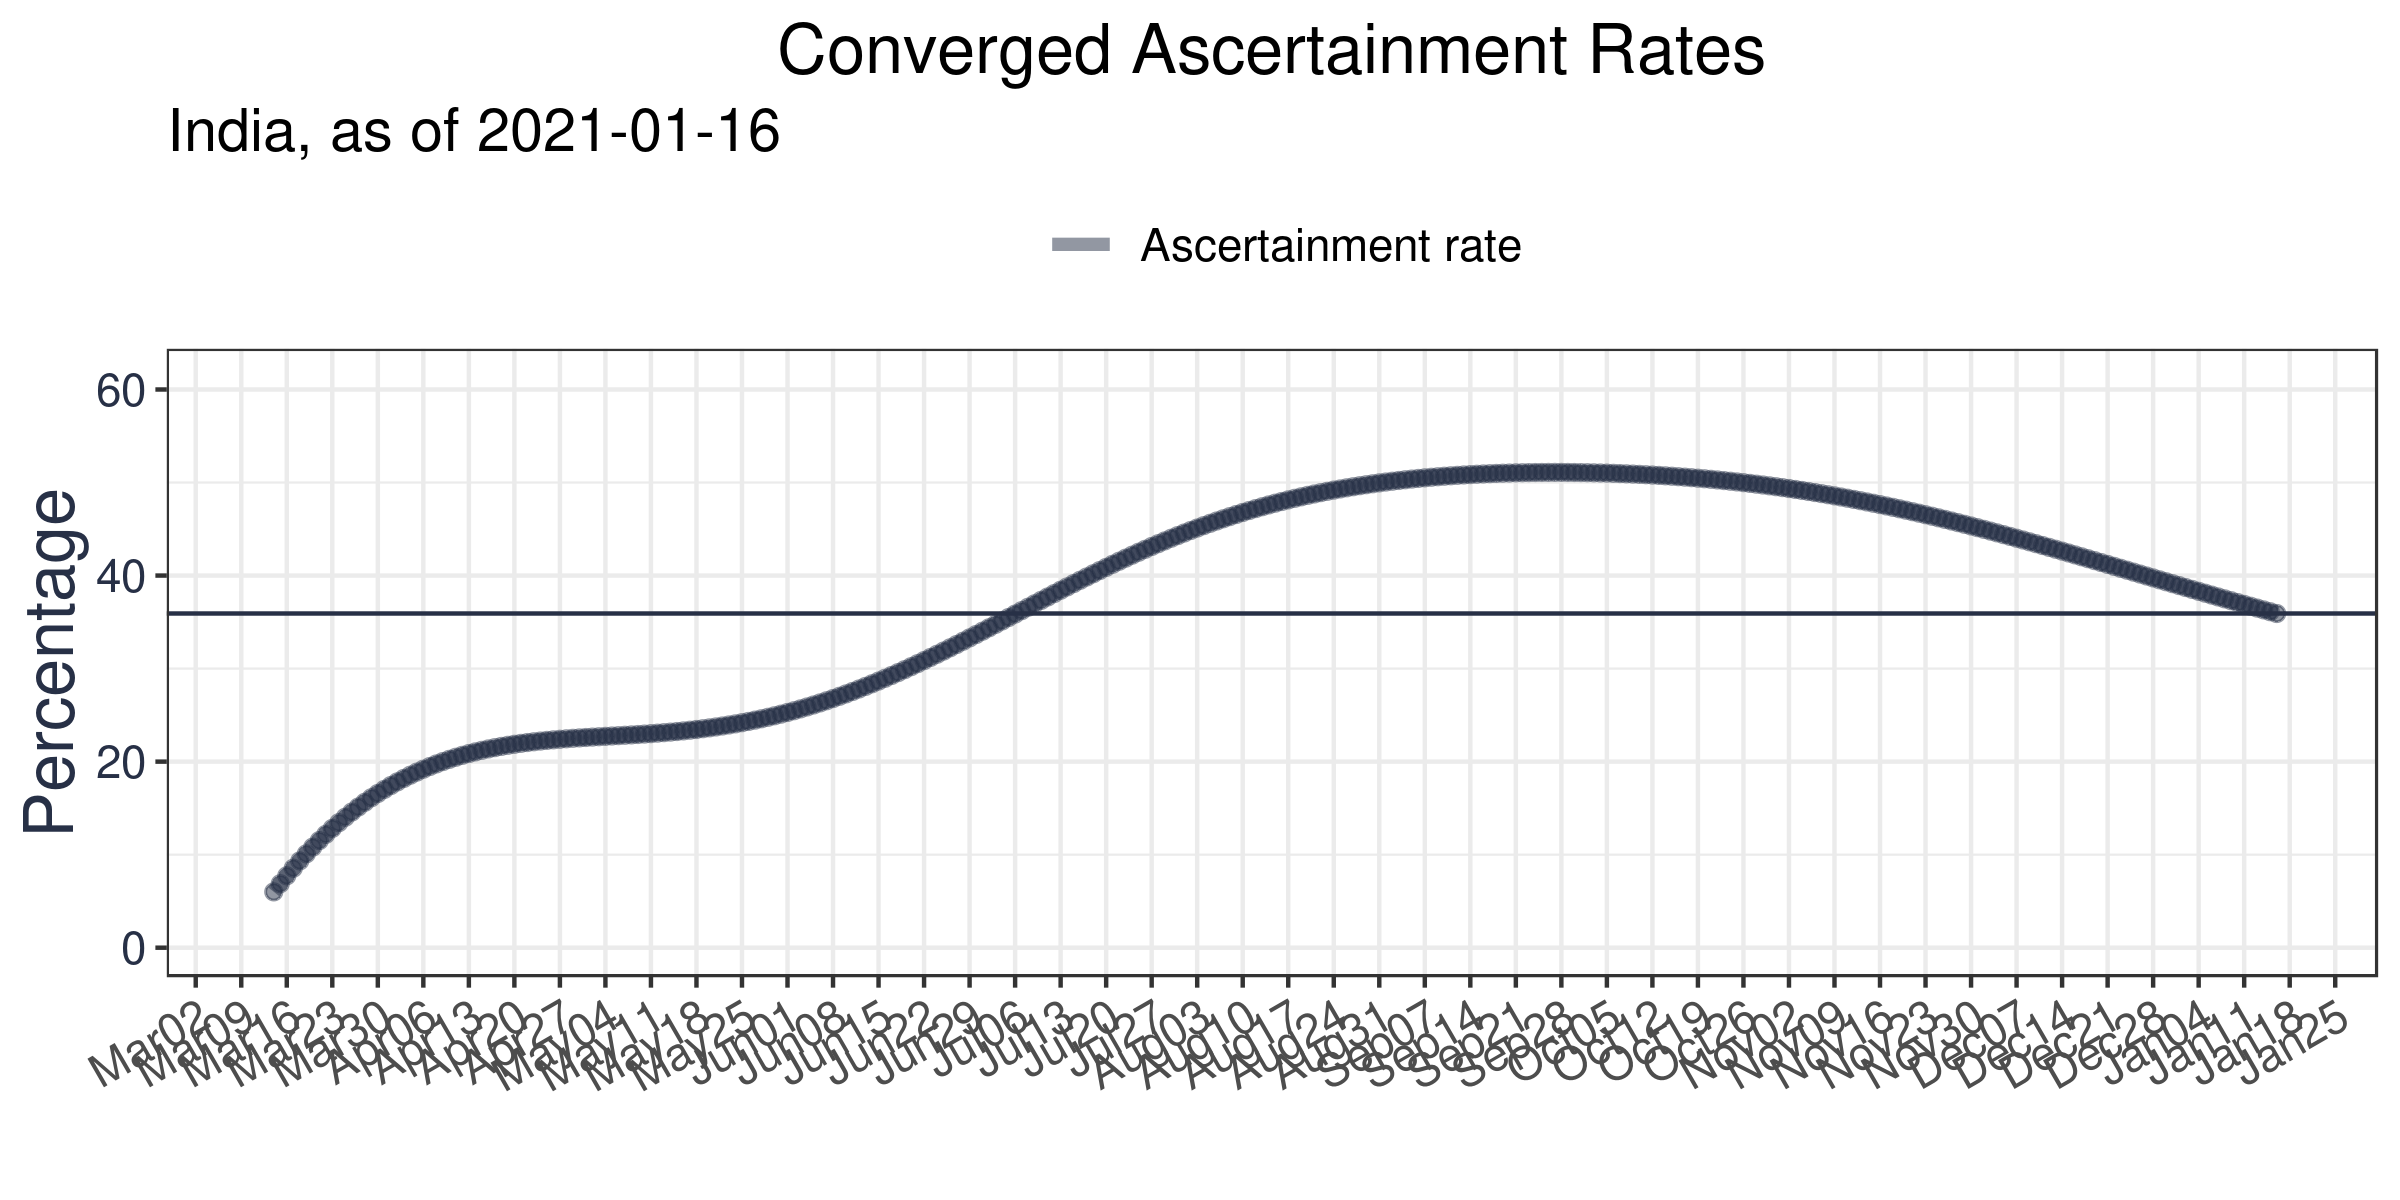 Converged Ascertainment Rates
India, as of 2021-01-16
Ascertainment rate
Percentage
60
40
20
0
Mar02 Mar09 Mar16 Mar23 Mar30 Apr06 Apr13 Apr20 Apr27 May04 May11 May18 May25 Jun01 Jun08 Jun15 Jun22 Jun29 Jul06 Jul13 Jul20 Jul27 Aug03 Aug10 Aug17 Aug24 Aug31 Sep07 Sep14 Sep21 Sep28 Oct05 Oct12 Oct19 Oct26 Nov02 Nov09 Nov16 Nov23 Nov30 Dec07 Dec14 Dec21 Dec28 Jan04 Jan11 Jan18 Jan25